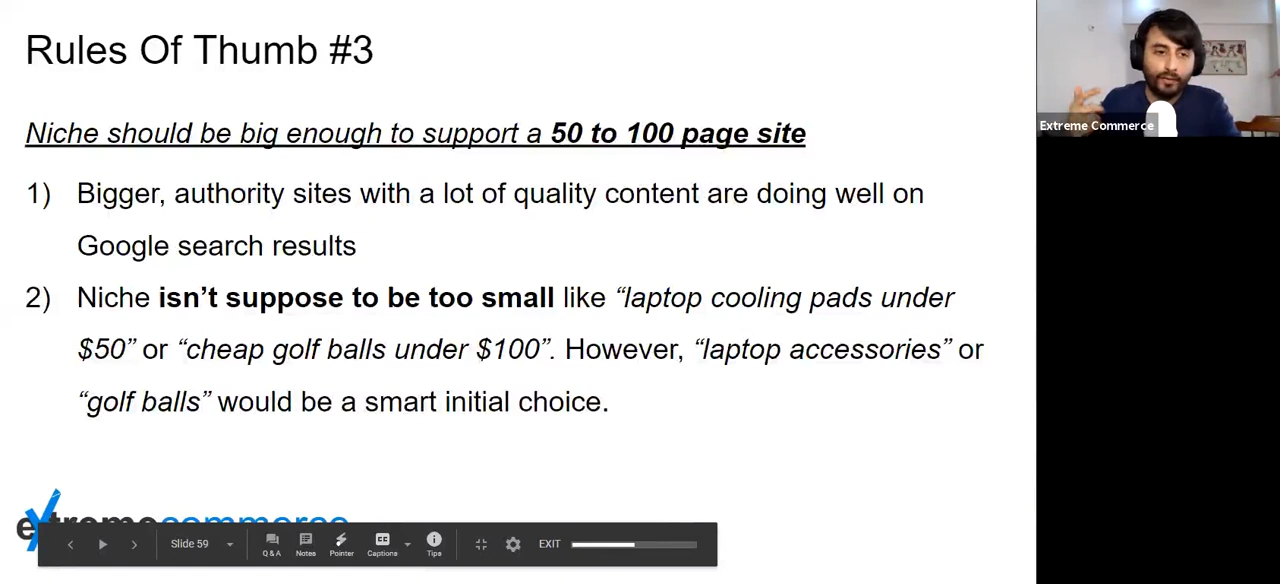 Rules Of Thumb #3
Niche should be big enough to support a 50 to 100 page site
1) Bigger, authority sites with a lot of quality content are doing well on
Google search results
2) Niche isn’t suppose to be too small like “laptop cooling pads under
$50” or “cheap golf balls under $100”. However, “laptop accessories” or
“golf balls” would be a smart initial choice.
Extreme Commerce
extremecommerce
Slide 59
Q & A
Notes
Pointer
Captions
Tips
EXIT